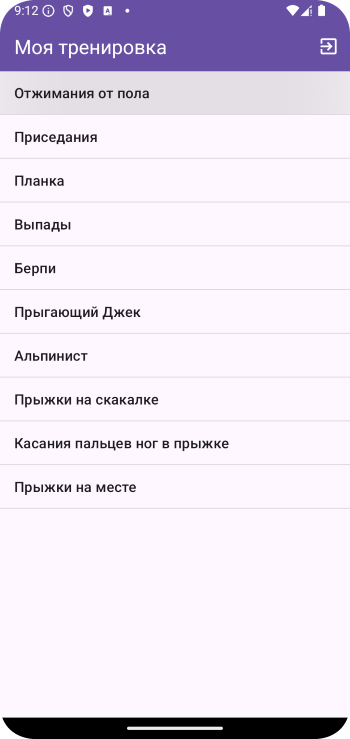 9:12
Моя тренировка
Отжимания от пола
Приседания
Планка
Выпады
Берпи
Прыгающий Джек
Альпинист
Прыжки на скакалке
Касания пальцев ног в прыжке
Прыжки на месте